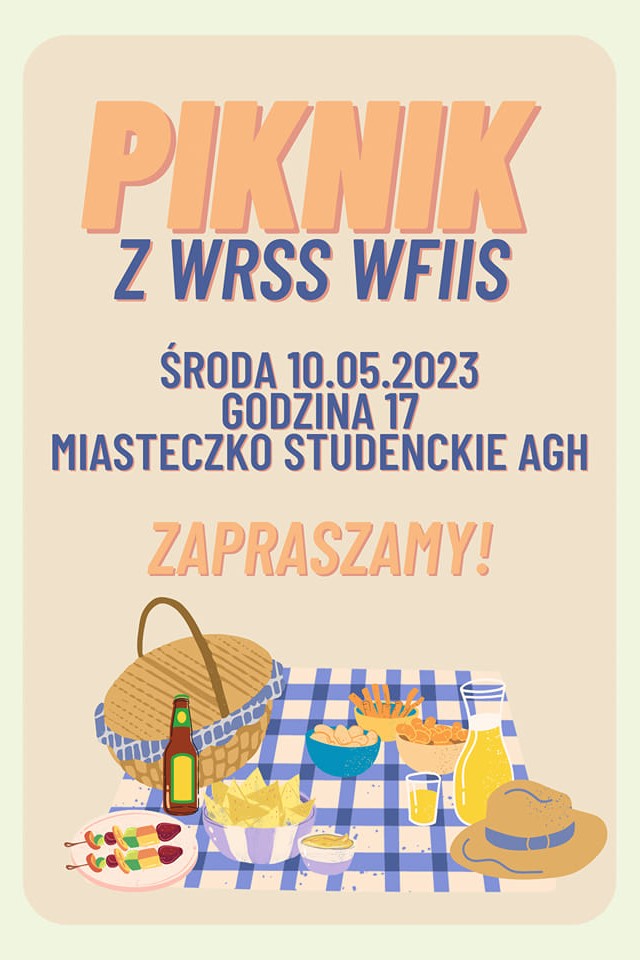 PIKNIK
Z WRSS WFIIS
ŚRODA 10.05.2023
GODZINA 17
MIASTECZKO STUDENCKIE AGH
ZAPRASZAMY!